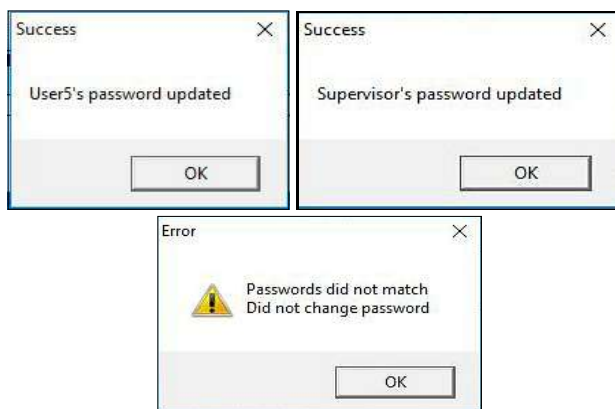 Success
User5's password updated
OK
Success
Supervisor's password updated
OK
Error
Passwords did not match
Did not change password
OK